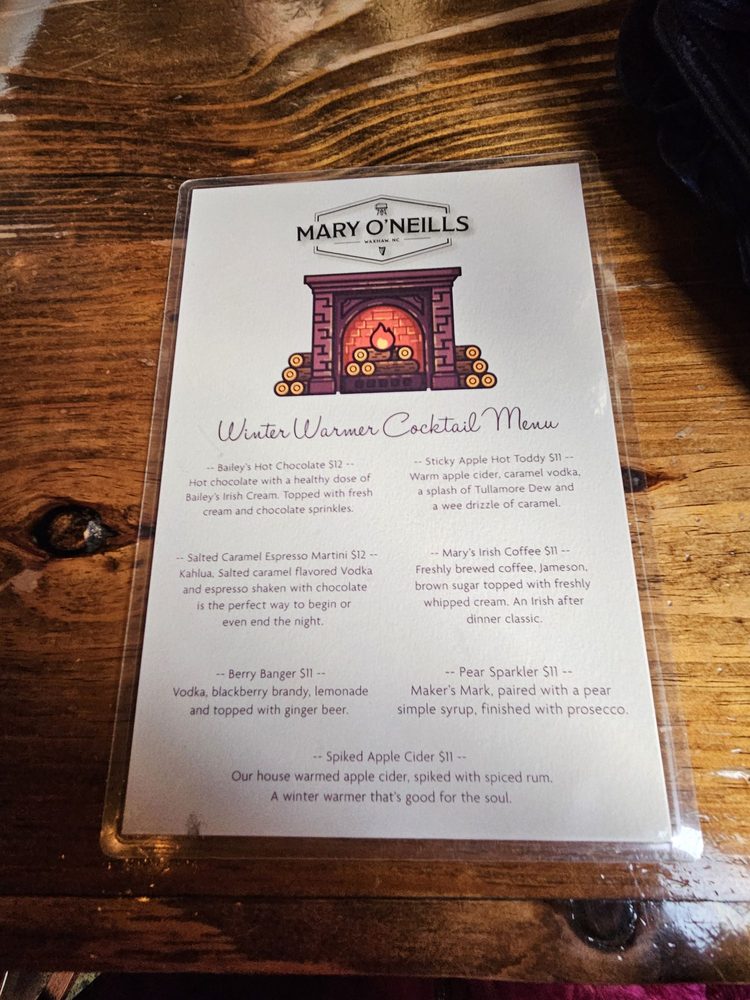 MARY O'NEILLS
WAXHAW, NC
Winter Warmer Cocktail Menu
-- Bailey's Hot Chocolate $12 --
Hot chocolate with a healthy dose of
Bailey's Irish Cream. Topped with fresh
cream and chocolate sprinkles.
-- Sticky Apple Hot Toddy $11 --
Warm apple cider, caramel vodka,
a splash of Tullamore Dew and
a wee drizzle of caramel.
-- Salted Caramel Espresso Martini $12 --
Kahlua, Salted caramel flavored Vodka
and espresso shaken with chocolate
is the perfect way to begin or
even end the night.
-- Mary's Irish Coffee $11 --
Freshly brewed coffee, Jameson,
brown sugar topped with freshly
whipped cream. An Irish after
dinner classic.
-- Berry Banger $11 --
Vodka, blackberry brandy, lemonade
and topped with ginger beer.
-- Pear Sparkler $11 --
Maker's Mark, paired with a pear
simple syrup, finished with prosecco.
-- Spiked Apple Cider $11 --
Our house warmed apple cider, spiked with spiced rum.
A winter warmer that's good for the soul.